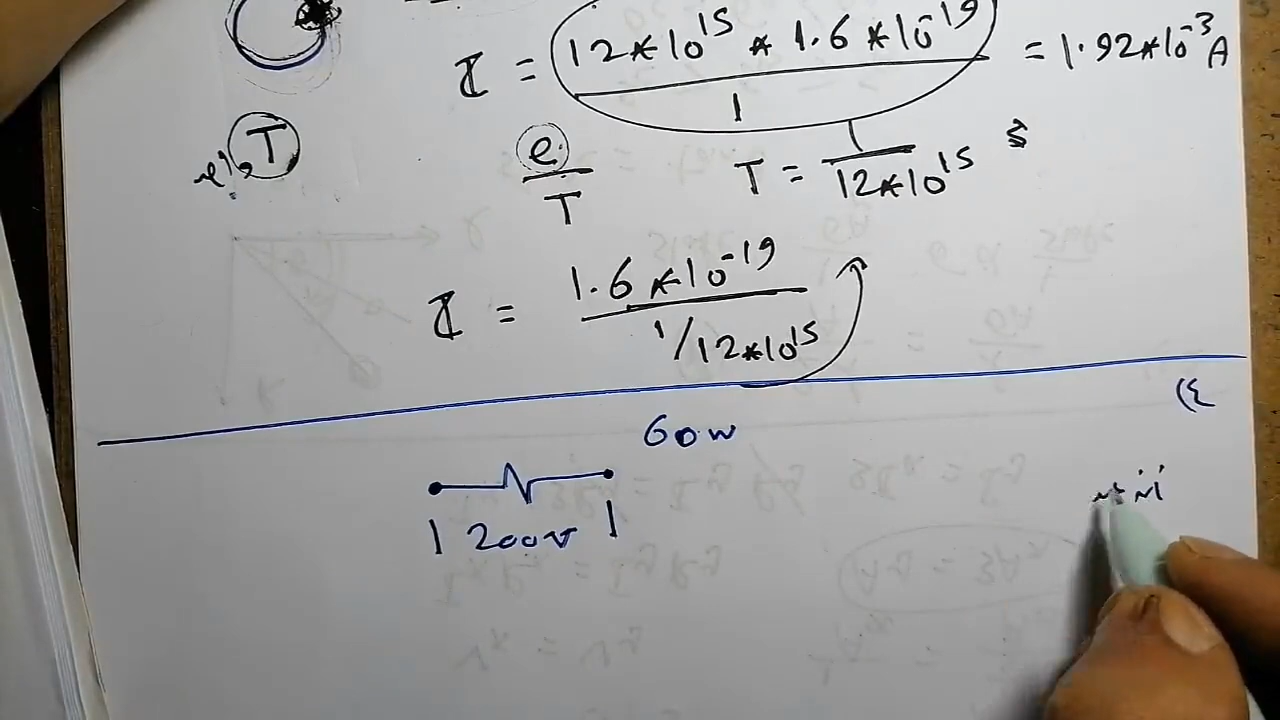 I = 12*10^15 * 1.6*10^-19 / 1 = 1.92*10^-3 A
T
e / T
T = 1 / 12*10^15 s
I = 1.6*10^-19 / 1/12*10^15
60w
200v